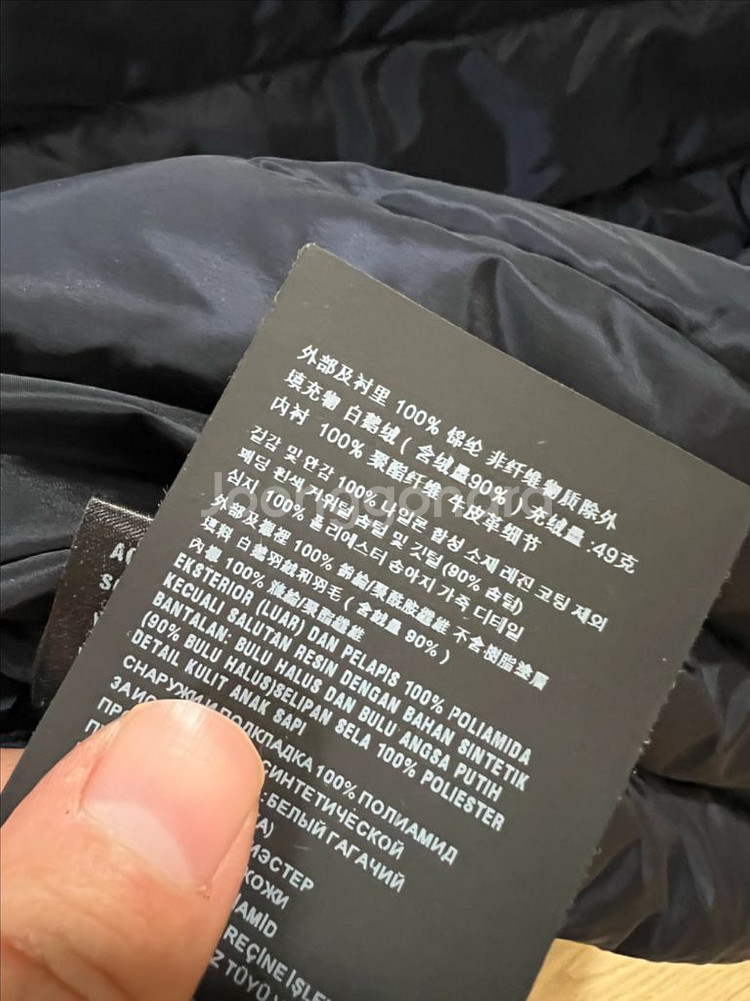 外部及衬里 100% 锦纶 非纤维物质除外
填充物 白鹅绒 ( 含绒量90% ) 充绒量 :49克
内衬 100% 聚酯纤维 牛皮革细节
겉감 및 안감 100% 나일론 합성 소재 레진 코팅 제외
패딩 흰색 거위솜털 및 깃털 (90% 솜털)
심지 100% 폴리에스터 송아지 가죽 디테일
外部及襯裡 100% 錦綸/聚酰胺纖維 不含樹脂塗層
填料 白鵝羽絨和羽毛 ( 含絨量 90% )
內襯 100% 滌綸/聚酯纖維
EKSTERIOR (LUAR) DAN PELAPIS 100% POLIAMIDA
KECUALI SALUTAN RESIN DENGAN BAHAN SINTETIK
BANTALAN: BULU HALUS DAN BULU ANGSA PUTIH
(90% BULU HALUS)SELIPAN SELA 100% POLIESTER
DETAIL KULIT ANAK SAPI
СНАРУЖИ И ПОДКЛАДКА 100% ПОЛИАМИД
СИНТЕТИЧЕСКОЙ
БЕЛЫЙ ГАГАЧИЙ
КОЖИ
REÇİNE İŞLE
Joonggonara